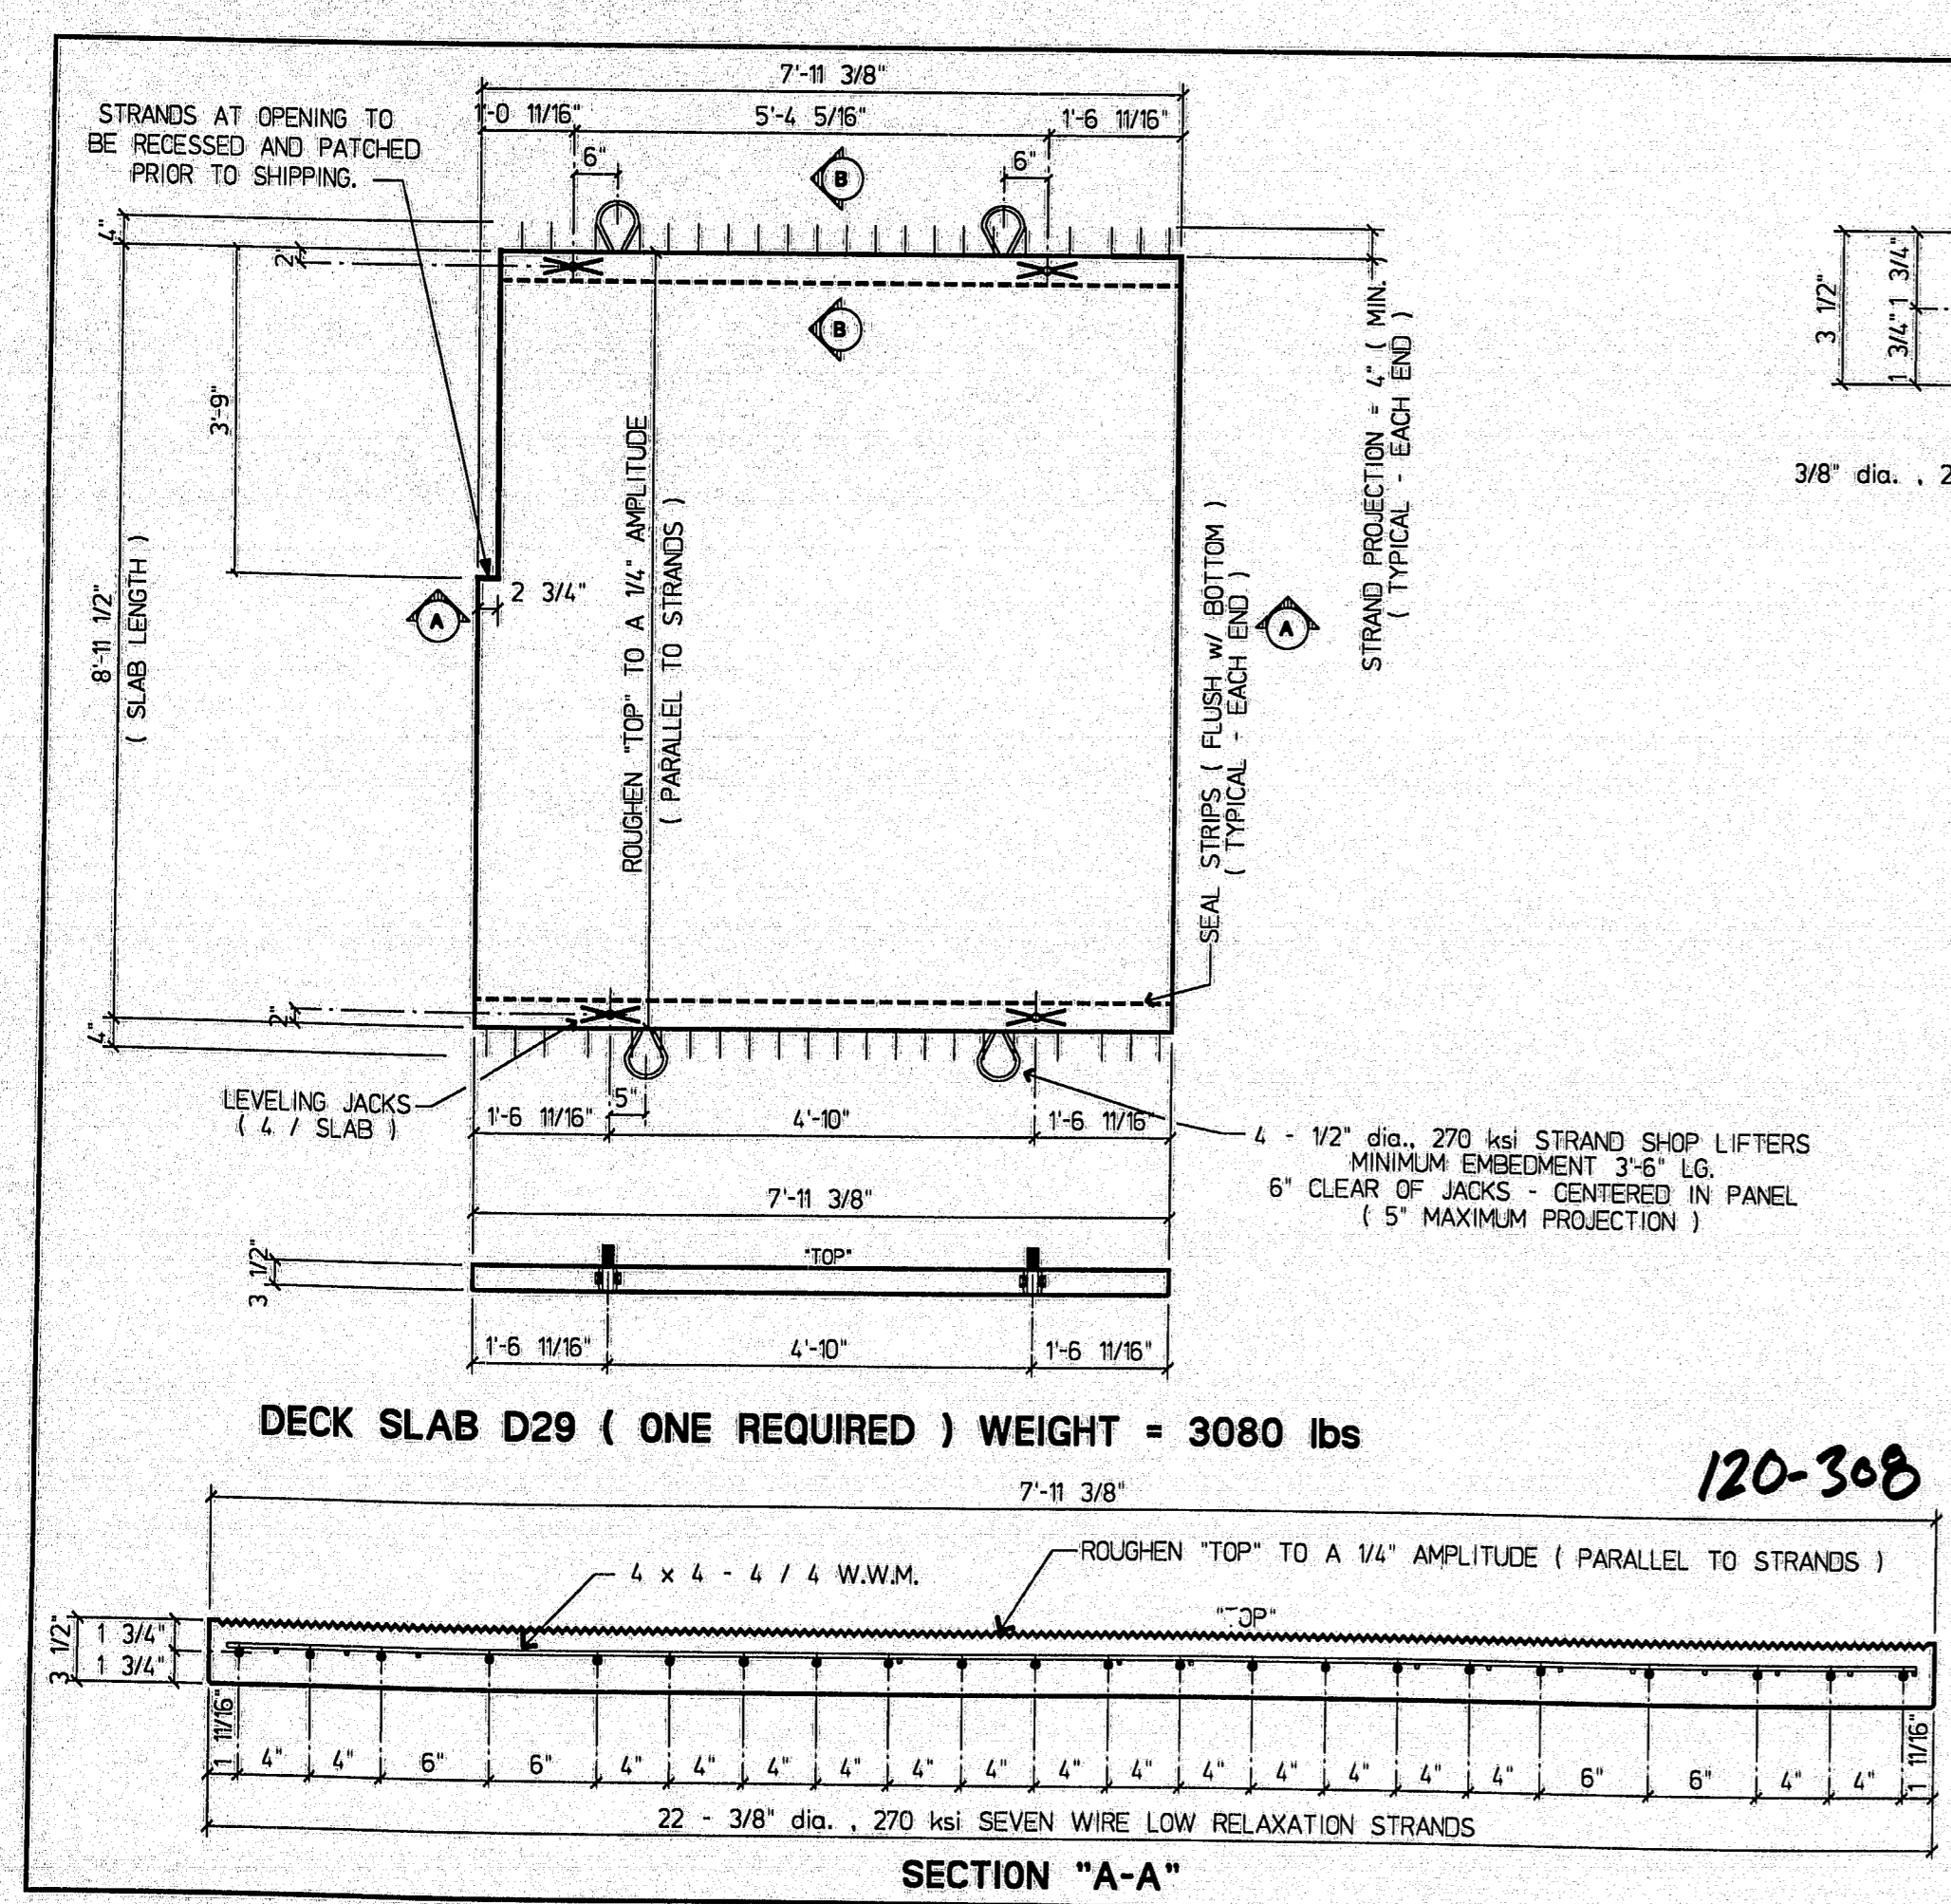 7'-11 3/8"
1'-0 11/16"
5'-4 5/16"
1'-6 11/16"
STRANDS AT OPENING TO
BE RECESSED AND PATCHED
PRIOR TO SHIPPING.
6"
6"
B
4"
2"
B
3'-9"
8'-11 1/2"
( SLAB LENGTH )
2 3/4"
A
A
ROUGHEN "TOP" TO A 1/4" AMPLITUDE
( PARALLEL TO STRANDS )
SEAL STRIPS ( FLUSH w/ BOTTOM )
( TYPICAL - EACH END )
STRAND PROJECTION = 4" ( MIN.
( TYPICAL - EACH END )
3 1/2"
1 3/4"
1 3/4"
3/8" dia. , 2
2"
4"
LEVELING JACKS
( 4 / SLAB )
5"
1'-6 11/16"
4'-10"
1'-6 11/16"
4 - 1/2" dia., 270 ksi STRAND SHOP LIFTERS
MINIMUM EMBEDMENT 3'-6" LG.
6" CLEAR OF JACKS - CENTERED IN PANEL
( 5" MAXIMUM PROJECTION )
7'-11 3/8"
3 1/2"
"TOP"
1'-6 11/16"
4'-10"
1'-6 11/16"
DECK SLAB D29 ( ONE REQUIRED ) WEIGHT = 3080 lbs
120-308
7'-11 3/8"
4 x 4 - 4 / 4 W.W.M.
ROUGHEN "TOP" TO A 1/4" AMPLITUDE ( PARALLEL TO STRANDS )
"TOP"
3 1/2"
1 3/4"
1 3/4"
1 11/16"
4" 4" 6" 6" 4" 4" 4" 4" 4" 4" 4" 4" 4" 4" 4" 4" 4" 6" 6" 4" 4"
1 11/16"
22 - 3/8" dia. , 270 ksi SEVEN WIRE LOW RELAXATION STRANDS
SECTION "A-A"